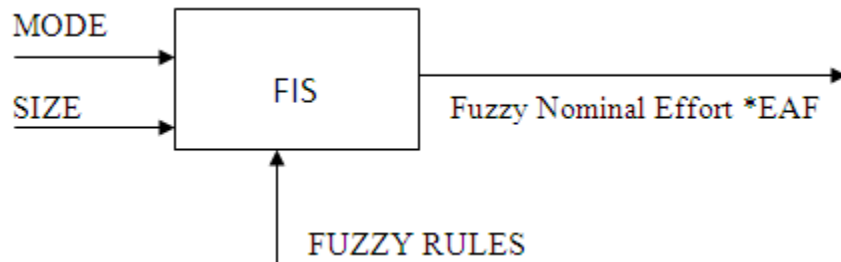 MODE
SIZE
FIS
Fuzzy Nominal Effort *EAF
FUZZY RULES